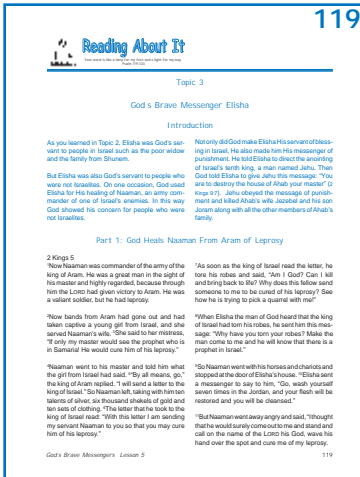 119
Reading About It
Your word is like a lamp for my feet and a light for my way.
Psalm 119:105
Topic 3
God's Brave Messenger Elisha
Introduction
As you learned in Topic 2, Elisha was God's ser-
vant to people in Israel such as the poor widow
and the family from Shunem.
But Elisha was also God's servant to people who
were not Israelites. On one occasion, God used
Elisha for His healing of Naaman, an army com-
mander of one of Israel's enemies. In this way
God showed his concern for people who were
not Israelites.
Not only did God make Elisha His servant of bless-
ing in Israel, He also made him His messenger of
punishment. He told Elisha to direct the anointing
of Israel's tenth king, a man named Jehu. Then
God told Elisha to give Jehu this message: "You
are to destroy the house of Ahab your master" (2
Kings 9:7). Jehu obeyed the message of punish-
ment and killed Ahab's wife Jezebel and his son
Joram along with all the other members of Ahab's
family.
Part 1: God Heals Naaman From Aram of Leprosy
2 Kings 5
¹Now Naaman was commander of the army of the
king of Aram. He was a great man in the sight of
his master and highly regarded, because through
him the LORD had given victory to Aram. He was
a valiant soldier, but he had leprosy.
²Now bands from Aram had gone out and had
taken captive a young girl from Israel, and she
served Naaman's wife. ³She said to her mistress,
"If only my master would see the prophet who is
in Samaria! He would cure him of his leprosy."
⁴Naaman went to his master and told him what
the girl from Israel had said. ⁵"By all means, go,"
the king of Aram replied. "I will send a letter to the
king of Israel." So Naaman left, taking with him ten
talents of silver, six thousand shekels of gold and
ten sets of clothing. ⁶The letter that he took to the
king of Israel read: "With this letter I am sending
my servant Naaman to you so that you may cure
him of his leprosy."
⁷As soon as the king of Israel read the letter, he
tore his robes and said, "Am I God? Can I kill
and bring back to life? Why does this fellow send
someone to me to be cured of his leprosy? See
how he is trying to pick a quarrel with me!"
⁸When Elisha the man of God heard that the king
of Israel had torn his robes, he sent him this mes-
sage: "Why have you torn your robes? Make the
man come to me and he will know that there is a
prophet in Israel."
⁹So Naaman went with his horses and chariots and
stopped at the door of Elisha's house. ¹⁰Elisha sent
a messenger to say to him, "Go, wash yourself
seven times in the Jordan, and your flesh will be
restored and you will be cleansed."
¹¹But Naaman went away angry and said, "I thought
that he would surely come out to me and stand and
call on the name of the LORD his God, wave his
hand over the spot and cure me of my leprosy.
God's Brave Messengers Lesson 5
119